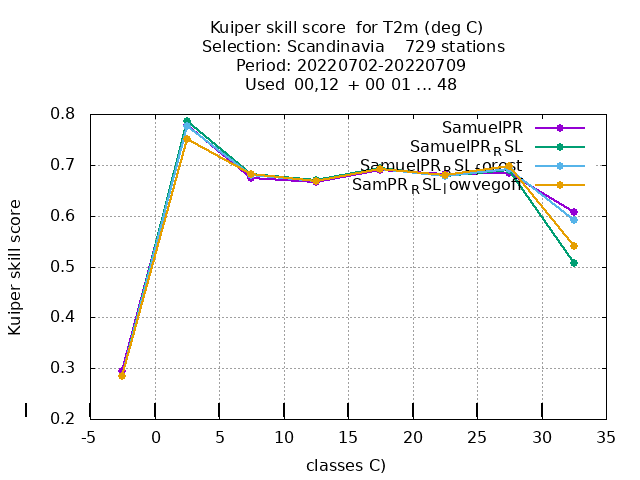 Kuiper skill score  for T2m (deg C)
Selection: Scandinavia    729 stations
Period: 20220702-20220709
Used  00,12  + 00 01 ... 48
SamuelPR
SamuelPR_RSL
SamuelPR_RSL_forest
SamPR_RSL_lowvegoff
Kuiper skill score
0.8
0.7
0.6
0.5
0.4
0.3
0.2
-5 0 5 10 15 20 25 30 35
classes C)